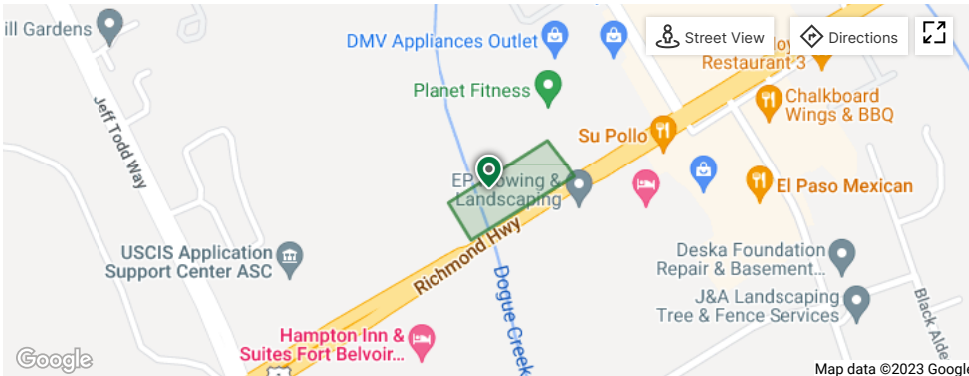 ill Gardens
DMV Appliances Outlet
Street View
Directions
Restaurant 3
Planet Fitness
Jeff Todd Way
Chalkboard
Wings & BBQ
Su Pollo
EP
wing &
Landscaping
El Paso Mexican
Richmond Hwy
USCIS Application
Support Center ASC
Deska Foundation
Repair & Basement...
Dogue Creek
J&A Landscaping
Tree & Fence Services
Black Alde
Hampton Inn &
Suites Fort Belvoir...
Google
Map data ©2023 Google